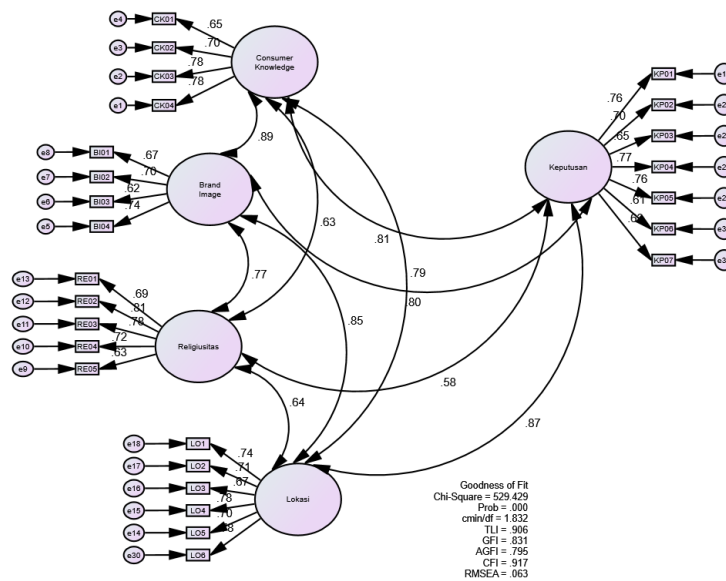 e4 CK01 .65
e3 CK02 .70
e2 CK03 .78
e1 CK04 .78
Consumer
Knowledge
.89
e8 BI01 .67
e7 BI02 .70
e6 BI03 .62
e5 BI04 .74
Brand
Image
.77
.63
.81
.79
.80
.85
e13 RE01 .69
e12 RE02 .81
e11 RE03 .78
e10 RE04 .72
e9 RE05 .63
Religiusitas
.64
.58
.87
e18 LO1 .74
e17 LO2 .71
e16 LO3 .67
e15 LO4 .78
e14 LO5 .70
e30 LO6
Lokasi
Keputusan
.76 KP01
.70 KP02
.65 KP03
.77 KP04
.76 KP05
.61 KP06
KP07
Goodness of Fit
Chi-Square = 529.429
Prob = .000
cmin/df = 1.832
TLI = .906
GFI = .831
AGFI = .795
CFI = .917
RMSEA = .063